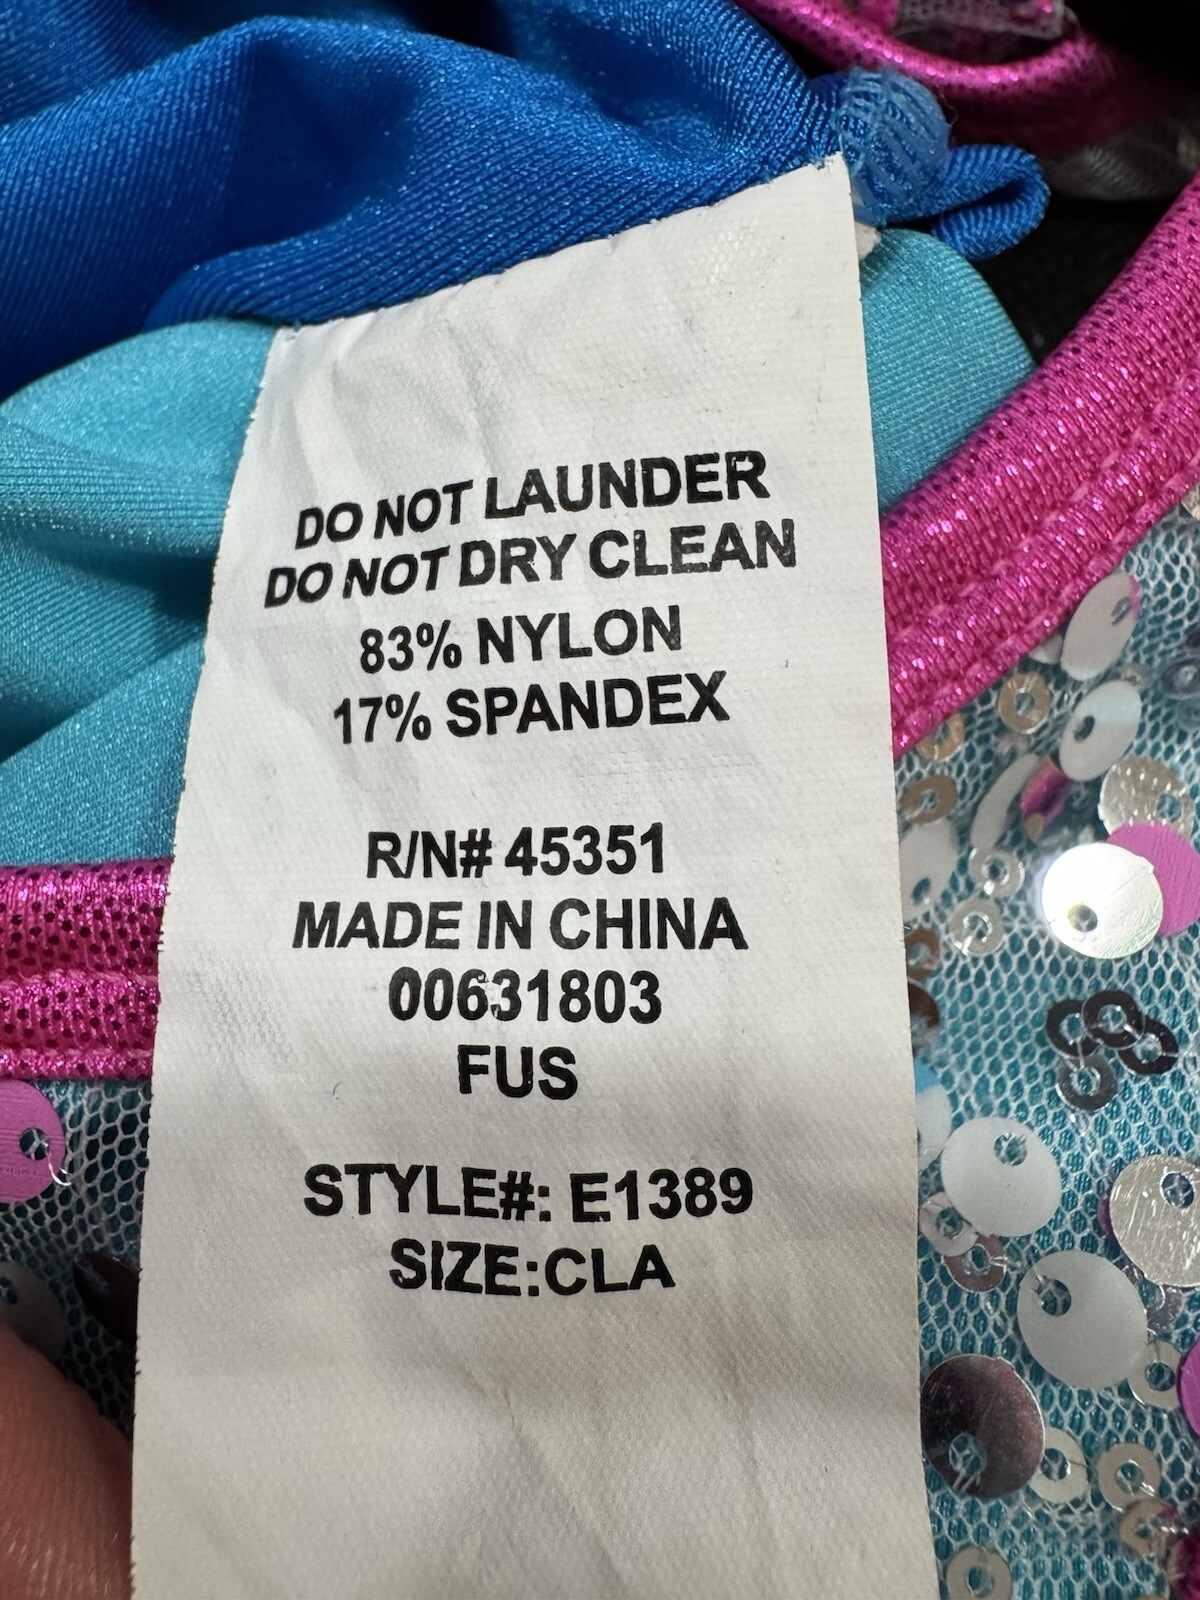 DO NOT LAUNDER
DO NOT DRY CLEAN
83% NYLON
17% SPANDEX
R/N# 45351
MADE IN CHINA
00631803
FUS
STYLE#: E1389
SIZE:CLA